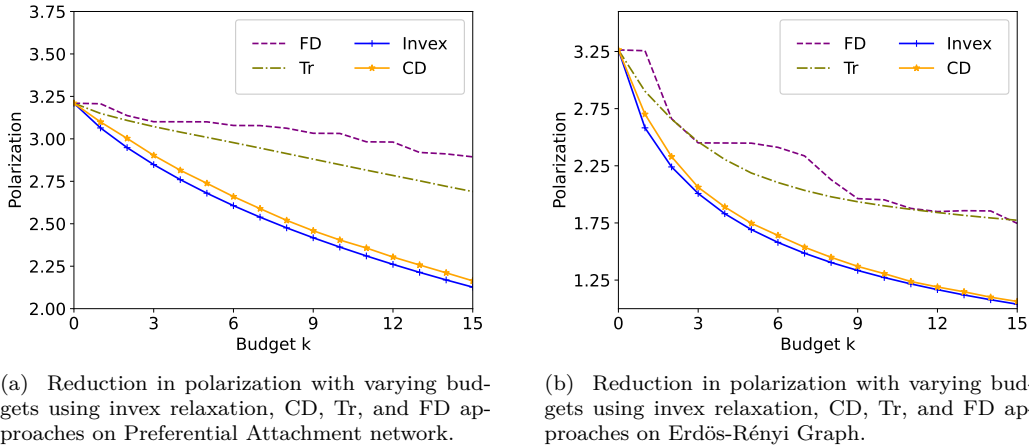 3.75
3.50
3.25
3.00
2.75
2.50
2.25
2.00
Polarization
0 3 6 9 12 15
Budget k
FD Invex
Tr CD
3.25
2.75
2.25
1.75
1.25
Polarization
0 3 6 9 12 15
Budget k
FD Invex
Tr CD
(a) Reduction in polarization with varying bud-
gets using invex relaxation, CD, Tr, and FD ap-
proaches on Preferential Attachment network.
(b) Reduction in polarization with varying bud-
gets using invex relaxation, CD, Tr, and FD ap-
proaches on Erdös-Rényi Graph.